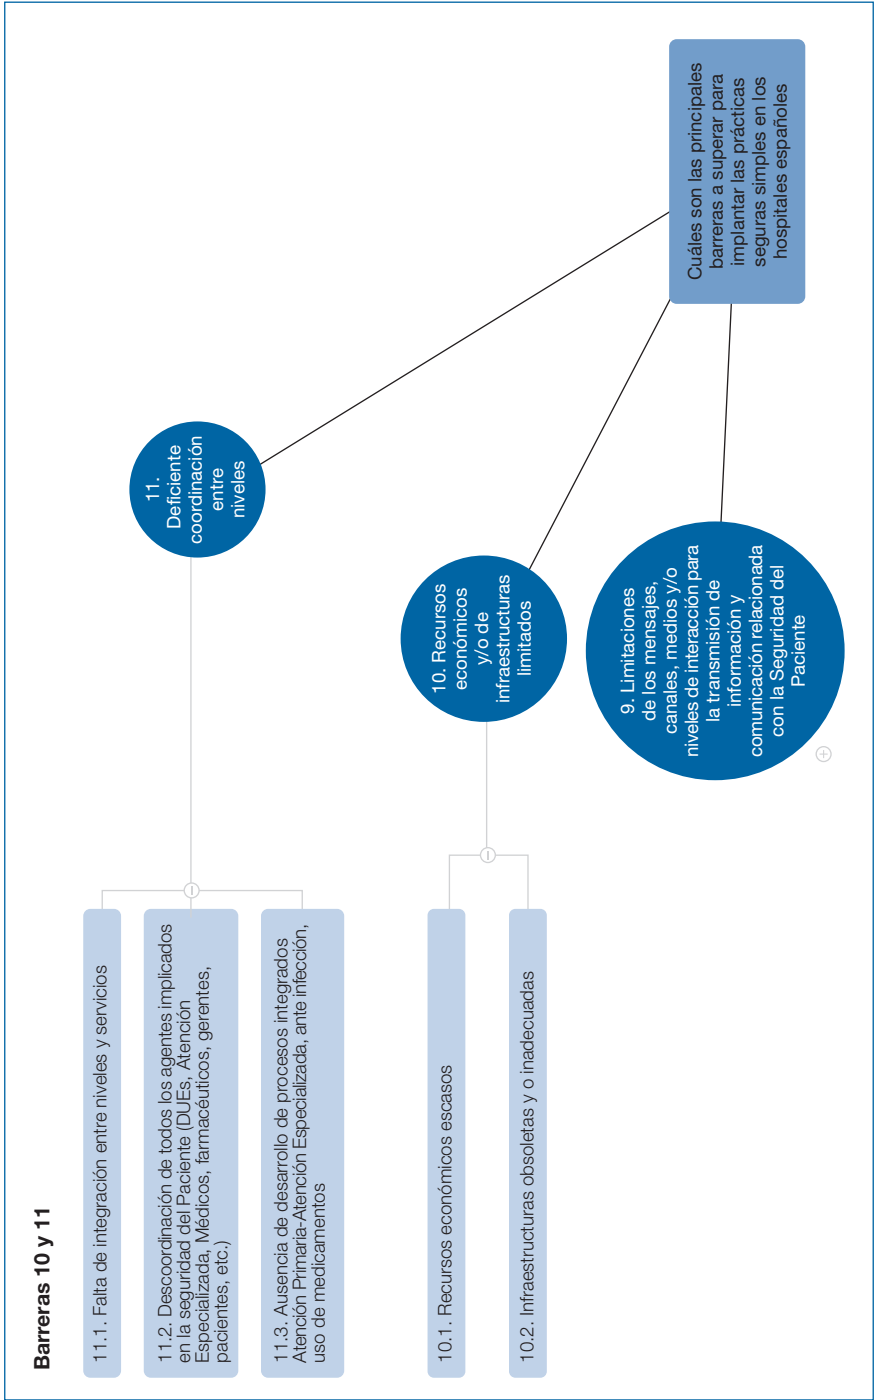 Barreras 10 y 11
11.1. Falta de integración entre niveles y servicios
11.2. Descoordinación de todos los agentes implicados
en la seguridad del Paciente (DUEs, Atención
Especializada, Médicos, farmacéuticos, gerentes,
pacientes, etc.)
11.3. Ausencia de desarrollo de procesos integrados
Atención Primaria-Atención Especializada, ante infección,
uso de medicamentos
10.1. Recursos económicos escasos
10.2. Infraestructuras obsoletas y o inadecuadas
11.
Deficiente
coordinación
entre
niveles
10. Recursos
económicos
y/o de
infraestructuras
limitados
9. Limitaciones
de los mensajes,
canales, medios y/o
niveles de interacción para
la transmisión de
información y
comunicación relacionada
con la Seguridad del
Paciente
Cuáles son las principales
barreras a superar para
implantar las prácticas
seguras simples en los
hospitales españoles